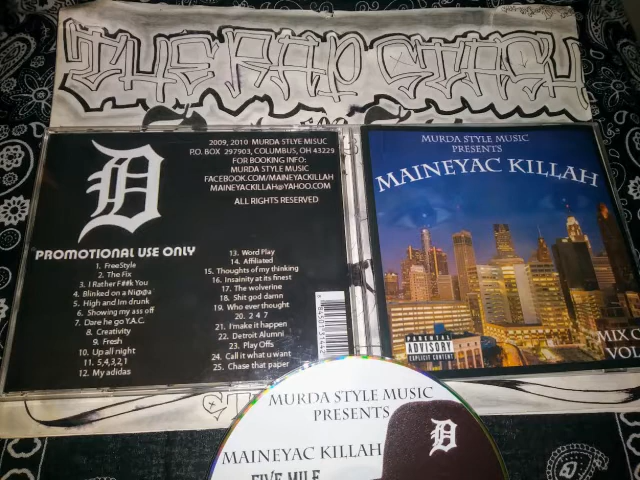 THE RAP STASH
FOR
D
2009, 2010 MURDA STLYE MISUC
P.O. BOX 297903, COLUMBUS, OH 43229
FOR BOOKING INFO:
MURDA STYLE MUSIC
FACEBOOK.COM/MAINEYACKILLAH
MAINEYACKILLAH@YAHOO.COM
ALL RIGHTS RESERVED
PROMOTIONAL USE ONLY
1. FreeStyle
2. The Fix
3. I Rather F##k You
4. Blinked on a Ni@@a
5. High and Im drunk
6. Showing my ass off
7. Dare he go Y.A.C.
8. Creativity
9. Fresh
10. Up all night
11. 5,4,3,2,1
12. My adidas
13. Word Play
14. Affiliated
15. Thoughts of my thinking
16. Insainity at its finest
17. The wolverine
18. Shit god damn
19. Who ever thought
20. 2 4 7
21. I'make it happen
22. Detroit Alumni
23. Play Offs
24. Call it what u want
25. Chase that paper
MURDA STYLE MUSIC
PRESENTS
MAINEYAC KILLAH
PARENTAL
ADVISORY
EXPLICIT CONTENT
MIX
VOL
MURDA STYLE MUSIC
PRESENTS
MAINEYAC KILLAH
D
FIVE MILE